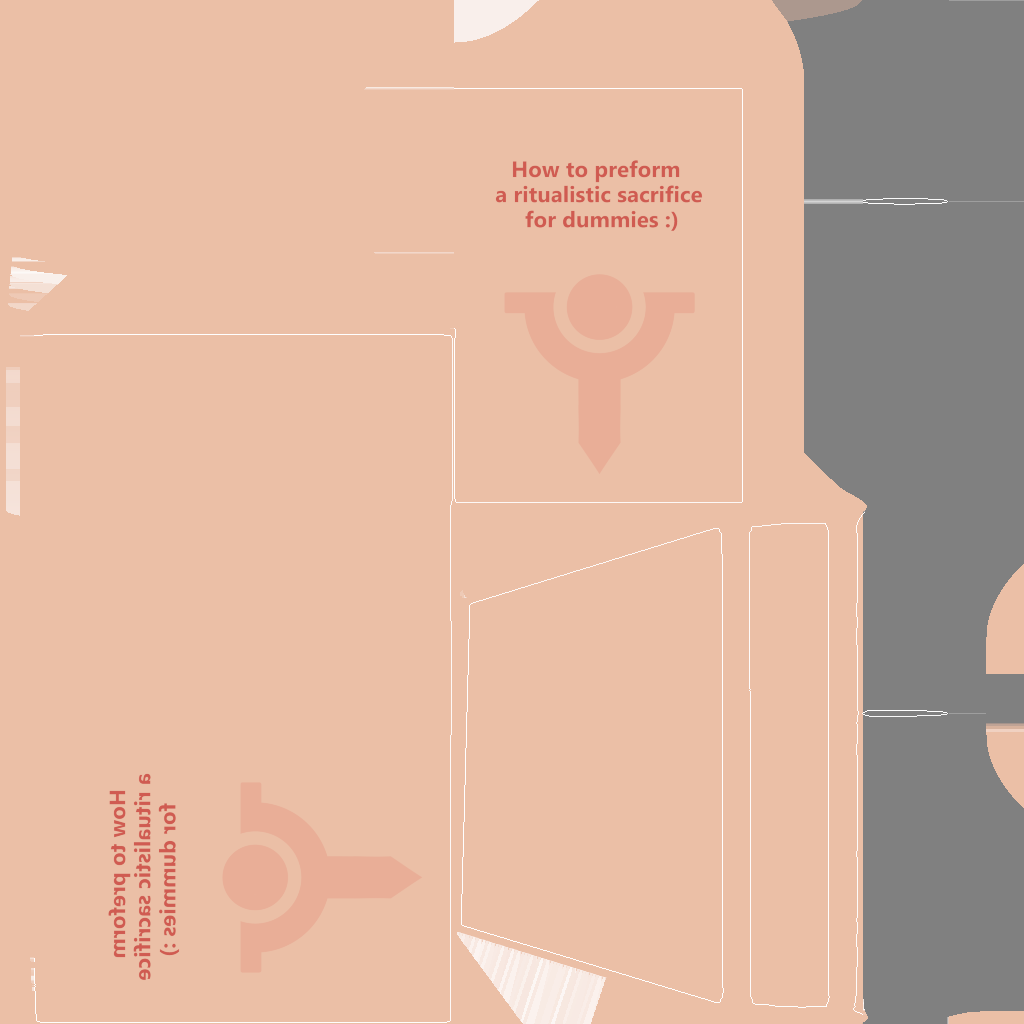 How to preform
a ritualistic sacrifice
for dummies :)
How to preform
a ritualistic sacrifice
for dummies :)